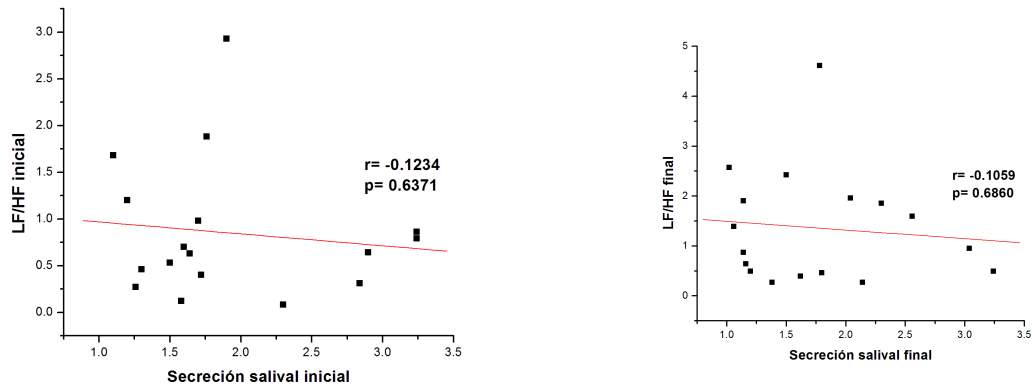 3.0
2.5
2.0
1.5
1.0
0.5
0.0
LF/HF inicial
r= -0.1234
p= 0.6371
1.0 1.5 2.0 2.5 3.0 3.5
Secreción salival inicial
5
4
3
2
1
0
LF/HF final
r= -0.1059
p= 0.6860
1.0 1.5 2.0 2.5 3.0 3.5
Secreción salival final